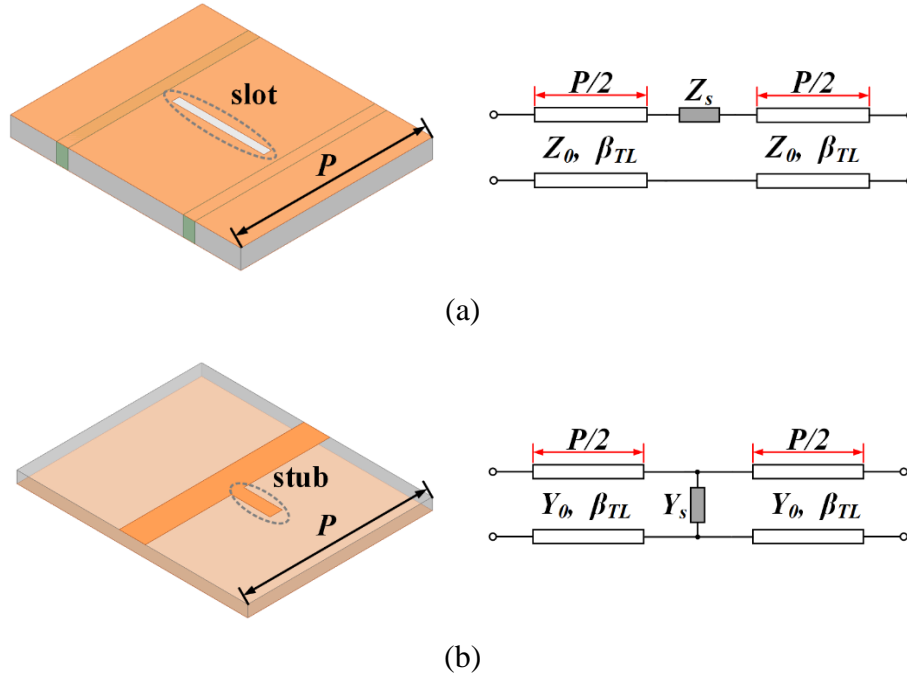 slot
P
P/2
Z_s
P/2
Z_0, β_TL
Z_0, β_TL
(a)
stub
P
P/2
P/2
Y_0, β_TL
Y_s
Y_0, β_TL
(b)